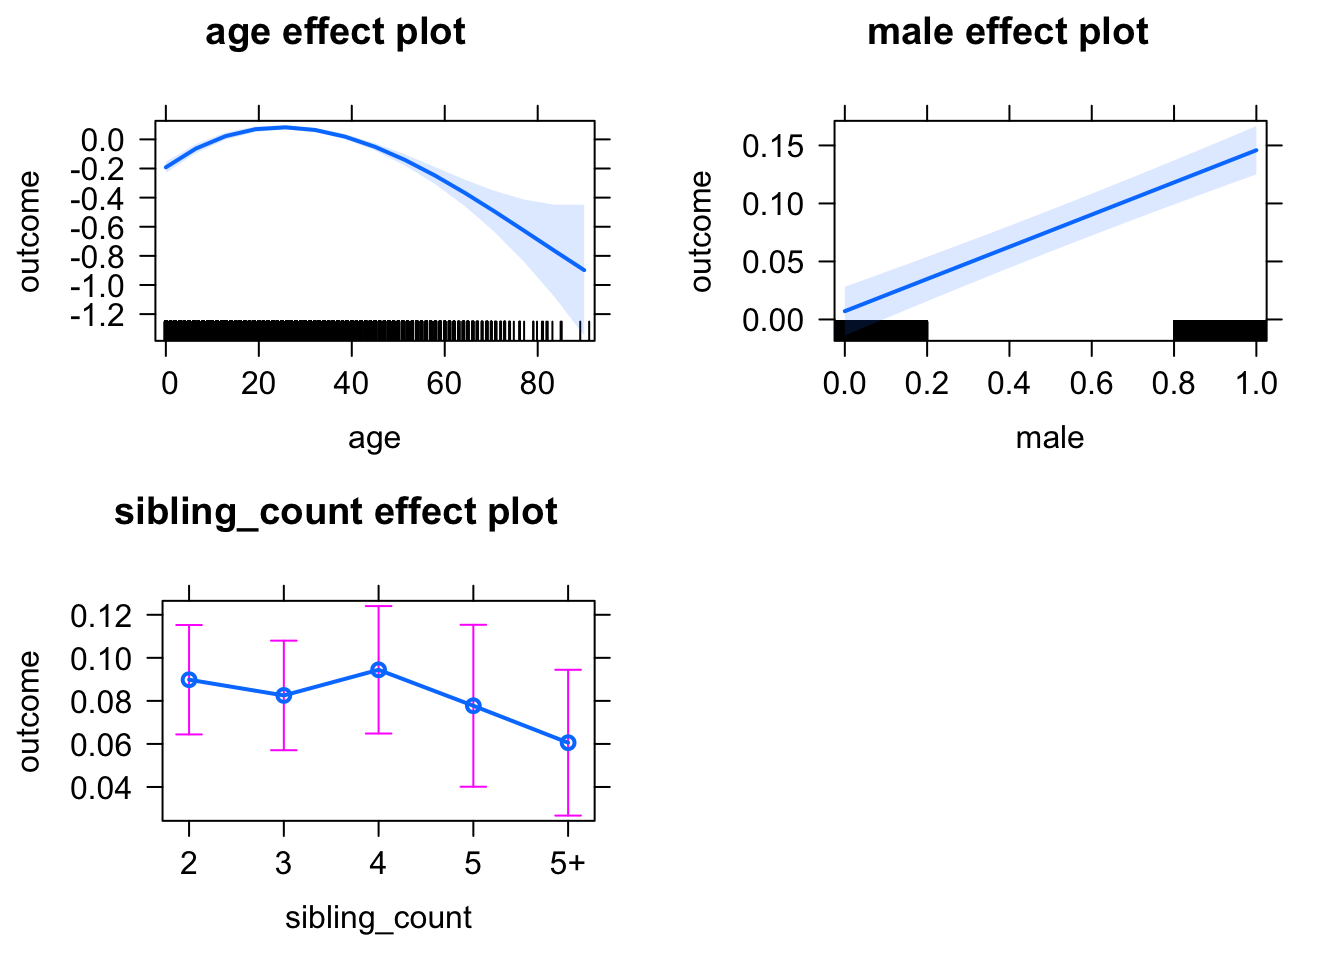 age effect plot
outcome
0.0
-0.2
-0.4
-0.6
-0.8
-1.0
-1.2
0 20 40 60 80
age
male effect plot
outcome
0.15
0.10
0.05
0.00
0.0 0.2 0.4 0.6 0.8 1.0
male
sibling_count effect plot
outcome
0.12
0.10
0.08
0.06
0.04
2 3 4 5 5+
sibling_count